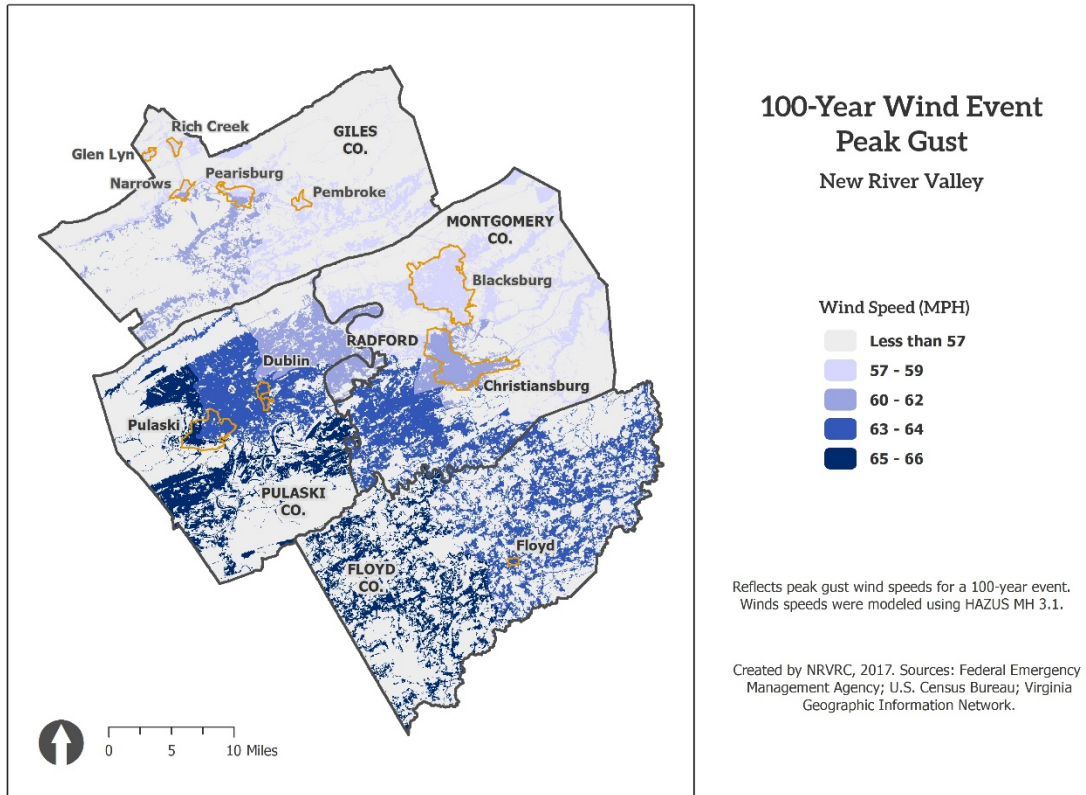 100-Year Wind Event
Peak Gust
New River Valley
Rich Creek
GILES
CO.
Glen Lyn
Narrows
Pearisburg
Pembroke
MONTGOMERY
CO.
Blacksburg
RADFORD
Dublin
Christiansburg
Pulaski
PULASKI
CO.
Floyd
FLOYD
CO.
0 5 10 Miles
Wind Speed (MPH)
Less than 57
57 - 59
60 - 62
63 - 64
65 - 66
Reflects peak gust wind speeds for a 100-year event.
Winds speeds were modeled using HAZUS MH 3.1.
Created by NRVRC, 2017. Sources: Federal Emergency
Management Agency; U.S. Census Bureau; Virginia
Geographic Information Network.